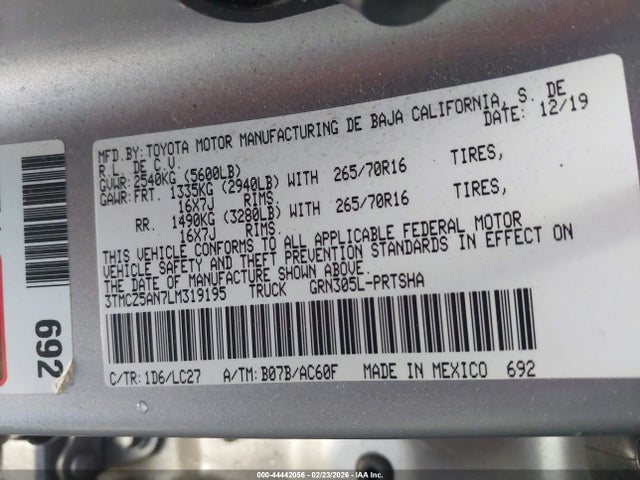 MFD.BY:TOYOTA MOTOR MANUFACTURING DE BAJA CALIFORNIA, S. DE
R.L. DE C.V. DATE: 12/19
GVWR:2540KG (5600LB)
GAWR:FRT. 1335KG (2940LB) WITH 265/70R16 TIRES,
16X7J RIMS.
RR. 1490KG (3280LB) WITH 265/70R16 TIRES,
16X7J RIMS.
THIS VEHICLE CONFORMS TO ALL APPLICABLE FEDERAL MOTOR
VEHICLE SAFETY AND THEFT PREVENTION STANDARDS IN EFFECT ON
THE DATE OF MANUFACTURE SHOWN ABOVE.
3TMCZ5AN7LM319195 TRUCK GRN305L-PRTSHA
C/TR:1D6/LC27 A/TM:B07B/AC60F MADE IN MEXICO 692
692
000-44442056 - 02/23/2026 - IAA Inc.